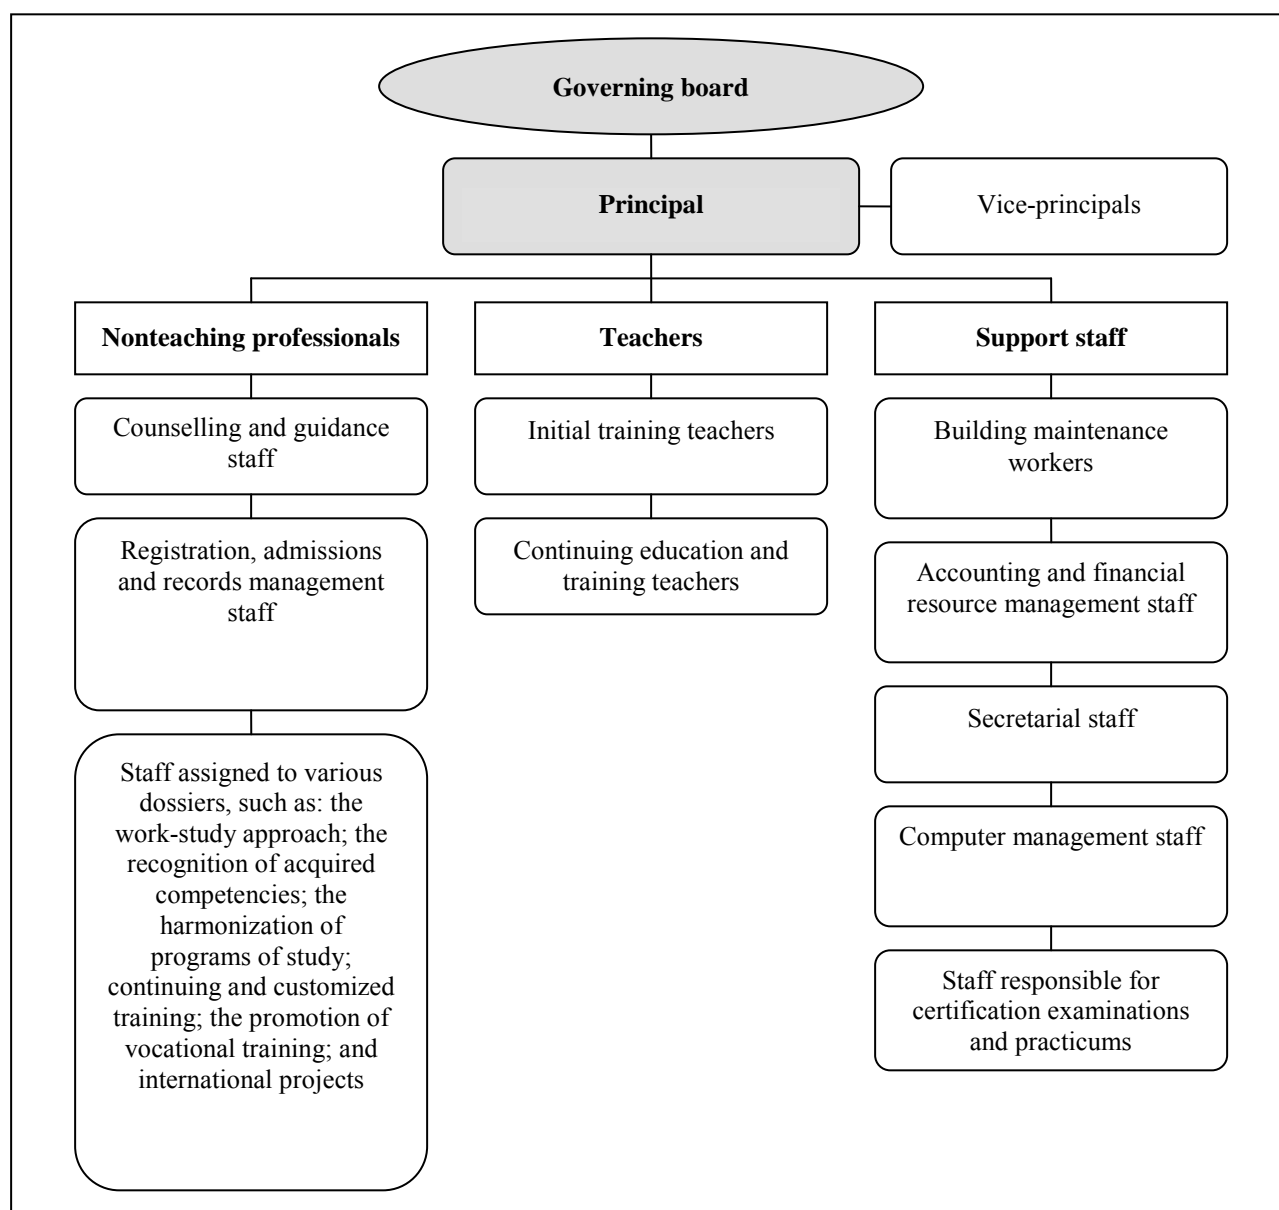 Governing board
Principal
Vice-principals
Nonteaching professionals
Counselling and guidance
staff
Registration, admissions
and records management
staff
Staff assigned to various
dossiers, such as: the
work-study approach; the
recognition of acquired
competencies; the
harmonization of
programs of study;
continuing and customized
training; the promotion of
vocational training; and
international projects
Teachers
Initial training teachers
Continuing education and
training teachers
Support staff
Building maintenance
workers
Accounting and financial
resource management staff
Secretarial staff
Computer management staff
Staff responsible for
certification examinations
and practicums